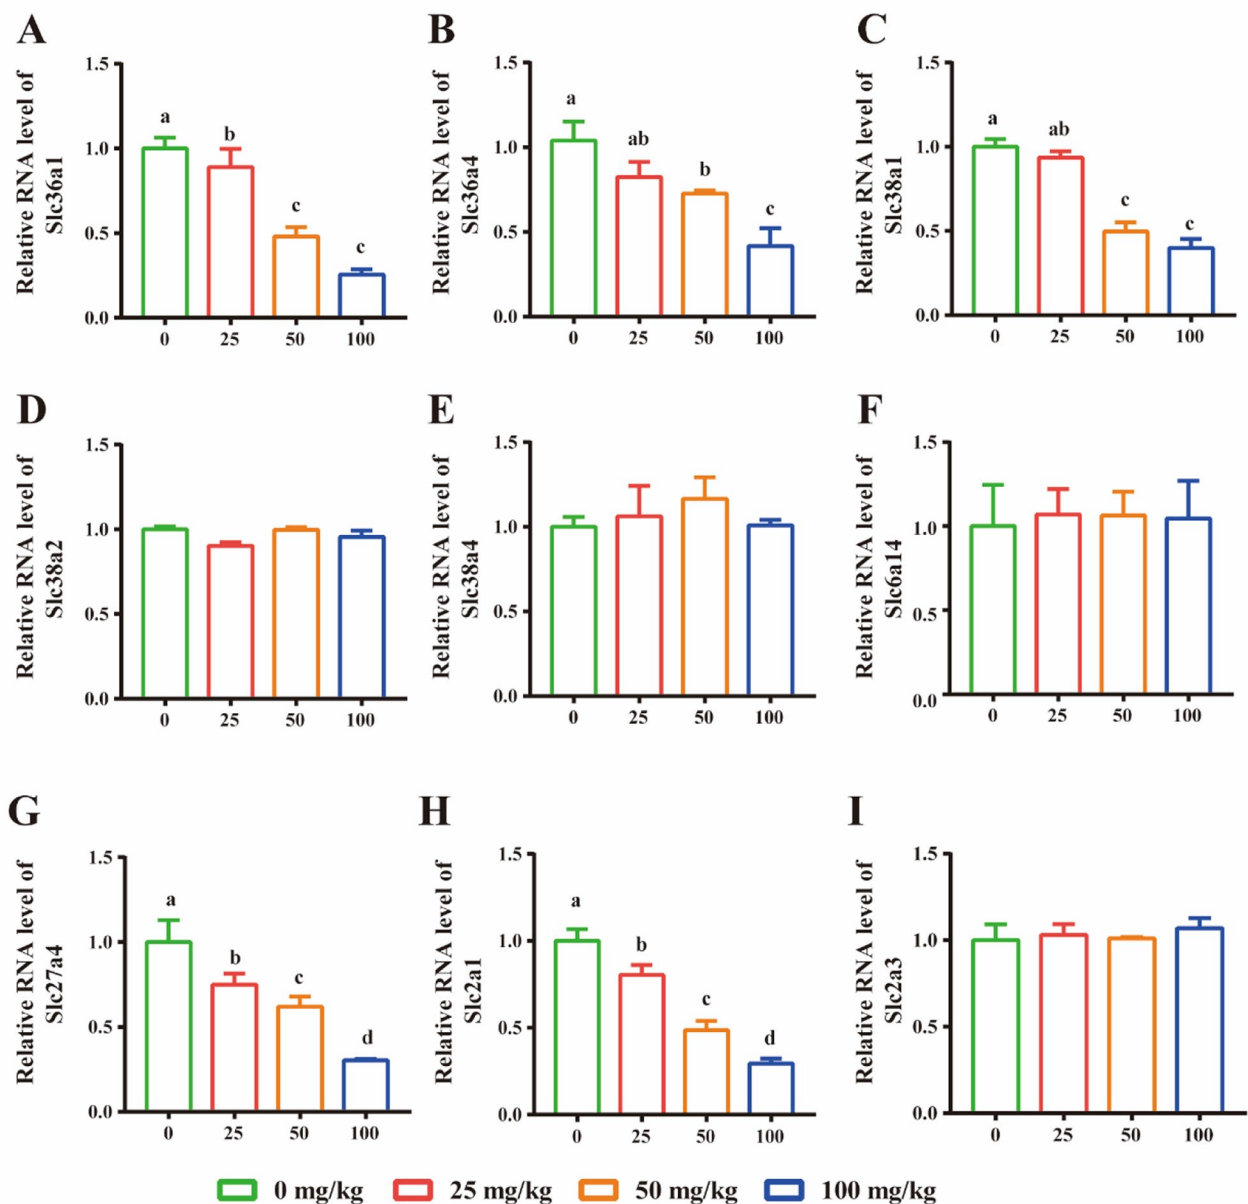 A
B
C
Relative RNA level of
Slc36a1
1.5
1.0
0.5
0.0
a
b
c
c
0 25 50 100
Relative RNA level of
Slc36a4
1.5
1.0
0.5
0.0
a
ab
b
c
0 25 50 100
Relative RNA level of
Slc38a1
1.5
1.0
0.5
0.0
a
ab
c
c
0 25 50 100
D
E
F
Relative RNA level of
Slc38a2
1.5
1.0
0.5
0.0
0 25 50 100
Relative RNA level of
Slc38a4
1.5
1.0
0.5
0.0
0 25 50 100
Relative RNA level of
Slc6a14
1.5
1.0
0.5
0.0
0 25 50 100
G
H
I
Relative RNA level of
Slc27a4
1.5
1.0
0.5
0.0
a
b
c
d
0 25 50 100
Relative RNA level of
Slc2a1
1.5
1.0
0.5
0.0
a
b
c
d
0 25 50 100
Relative RNA level of
Slc2a3
1.5
1.0
0.5
0.0
0 25 50 100
0 mg/kg 25 mg/kg 50 mg/kg 100 mg/kg